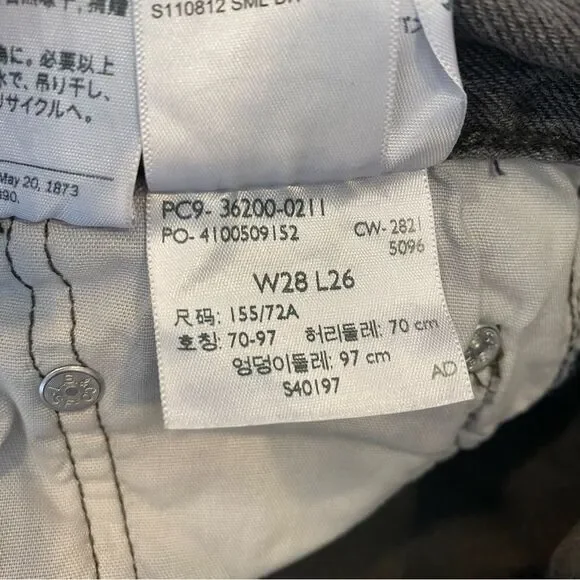 S110812 SML
為に。必要以上
水で、吊り干し、
リサイクルへ。
May 20, 1873
PC9- 36200-0211
PO- 4100509152
CW- 2821
5096
W28 L26
尺码: 155/72A
호칭: 70-97 허리둘레: 70 cm
엉덩이둘레: 97 cm
S40197
AD